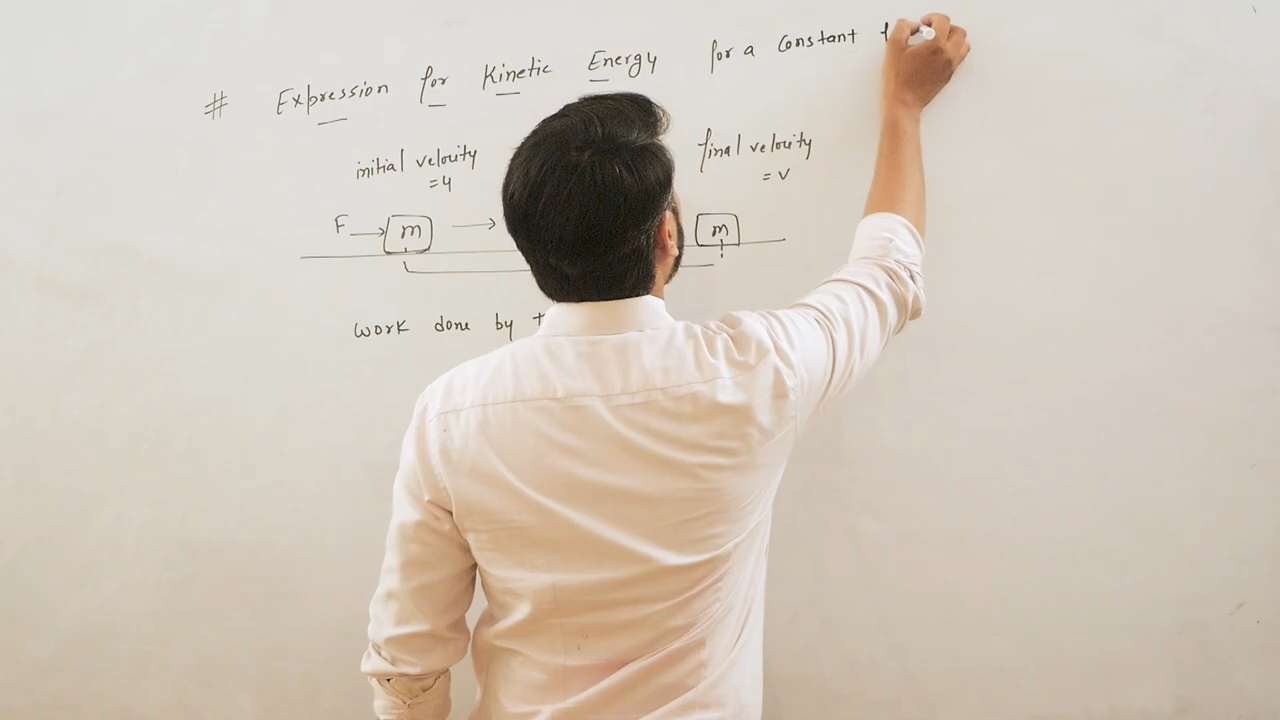 # Expression for Kinetic Energy for a constant
initial velocity
= u
final velocity
= v
F m
m
work done by